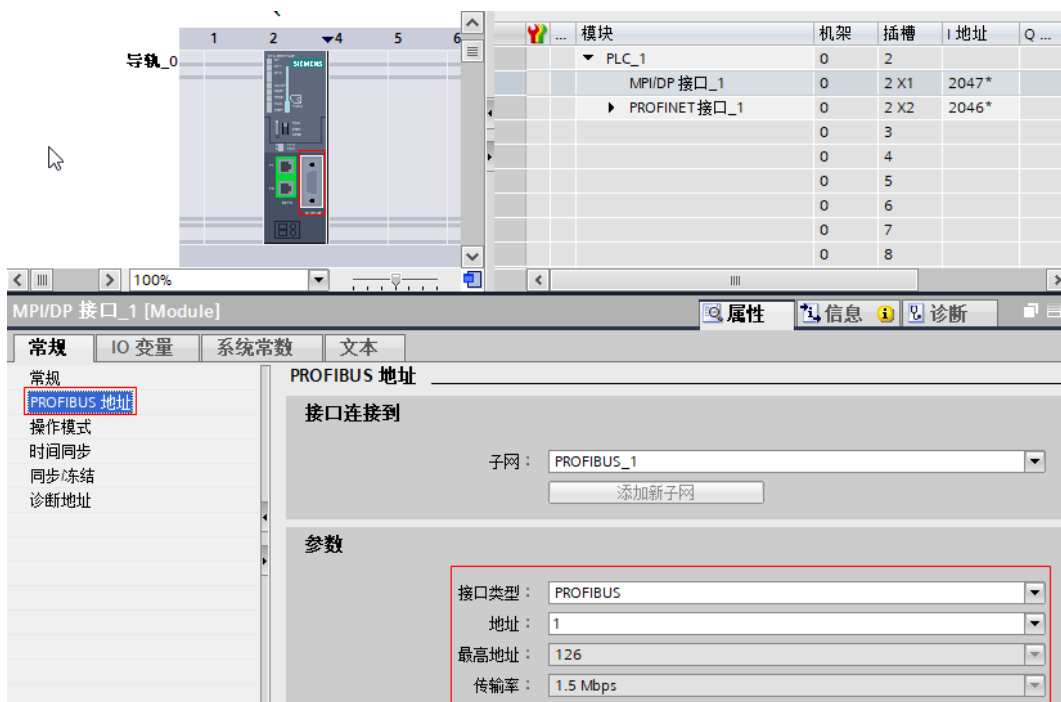 1 2 4 5 6
导轨_0
SIEMENS
100%
... 模块 机架 插槽 I 地址 Q ...
PLC_1 0 2
MPI/DP 接口_1 0 2 X1 2047*
PROFINET接口_1 0 2 X2 2046*
0 3
0 4
0 5
0 6
0 7
0 8
MPI/DP 接口_1 [Module]
属性 信息 诊断
常规 IO 变量 系统常数 文本
常规
PROFIBUS 地址
操作模式
时间同步
同步/冻结
诊断地址
PROFIBUS 地址
接口连接到
子网： PROFIBUS_1
添加新子网
参数
接口类型： PROFIBUS
地址： 1
最高地址： 126
传输率： 1.5 Mbps